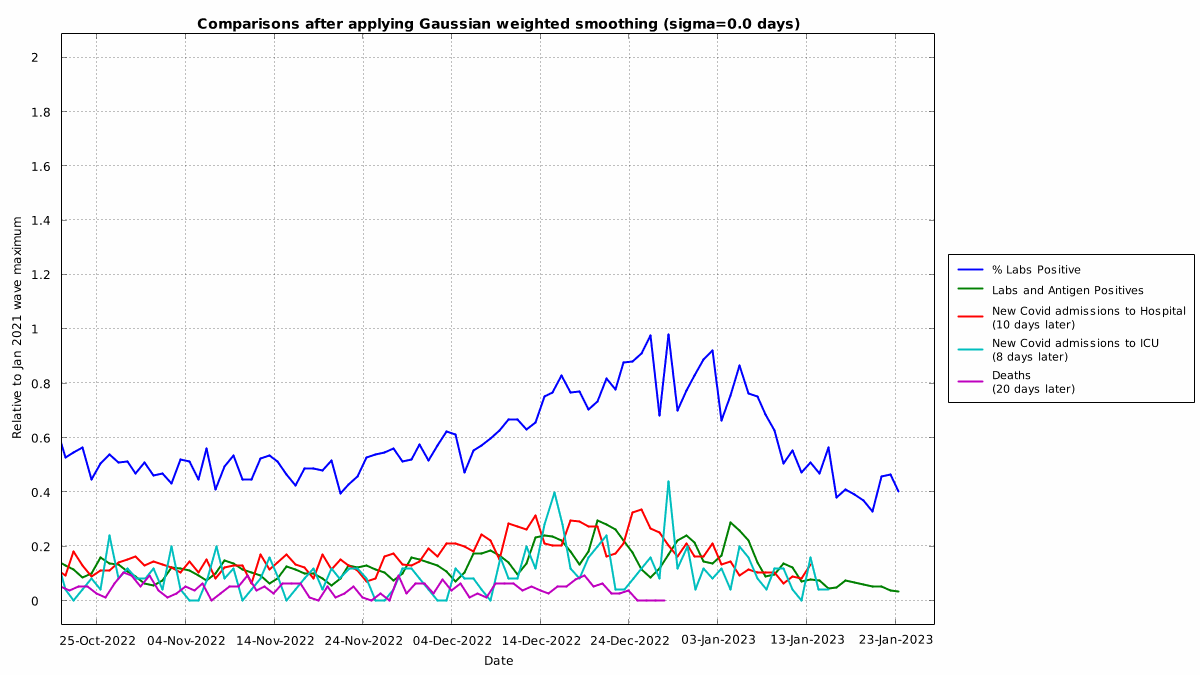 Comparisons after applying Gaussian weighted smoothing (sigma=0.0 days)
Relative to Jan 2021 wave maximum
2
1.8
1.6
1.4
1.2
1
0.8
0.6
0.4
0.2
0
25-Oct-2022 04-Nov-2022 14-Nov-2022 24-Nov-2022 04-Dec-2022 14-Dec-2022 24-Dec-2022 03-Jan-2023 13-Jan-2023 23-Jan-2023
Date
% Labs Positive
Labs and Antigen Positives
New Covid admissions to Hospital
(10 days later)
New Covid admissions to ICU
(8 days later)
Deaths
(20 days later)